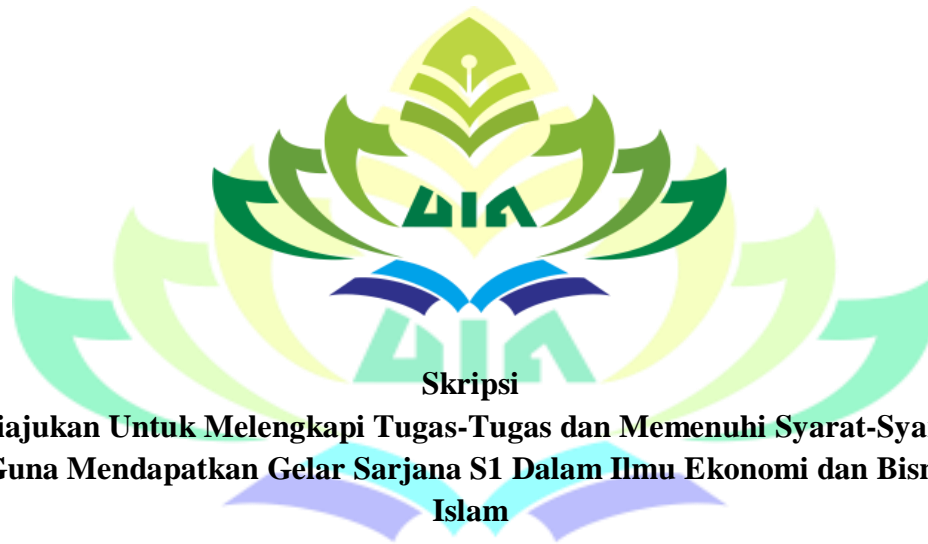 UIN
Skripsi
iajukan Untuk Melengkapi Tugas-Tugas dan Memenuhi Syarat-Sya
Guna Mendapatkan Gelar Sarjana S1 Dalam Ilmu Ekonomi dan Bisn
Islam